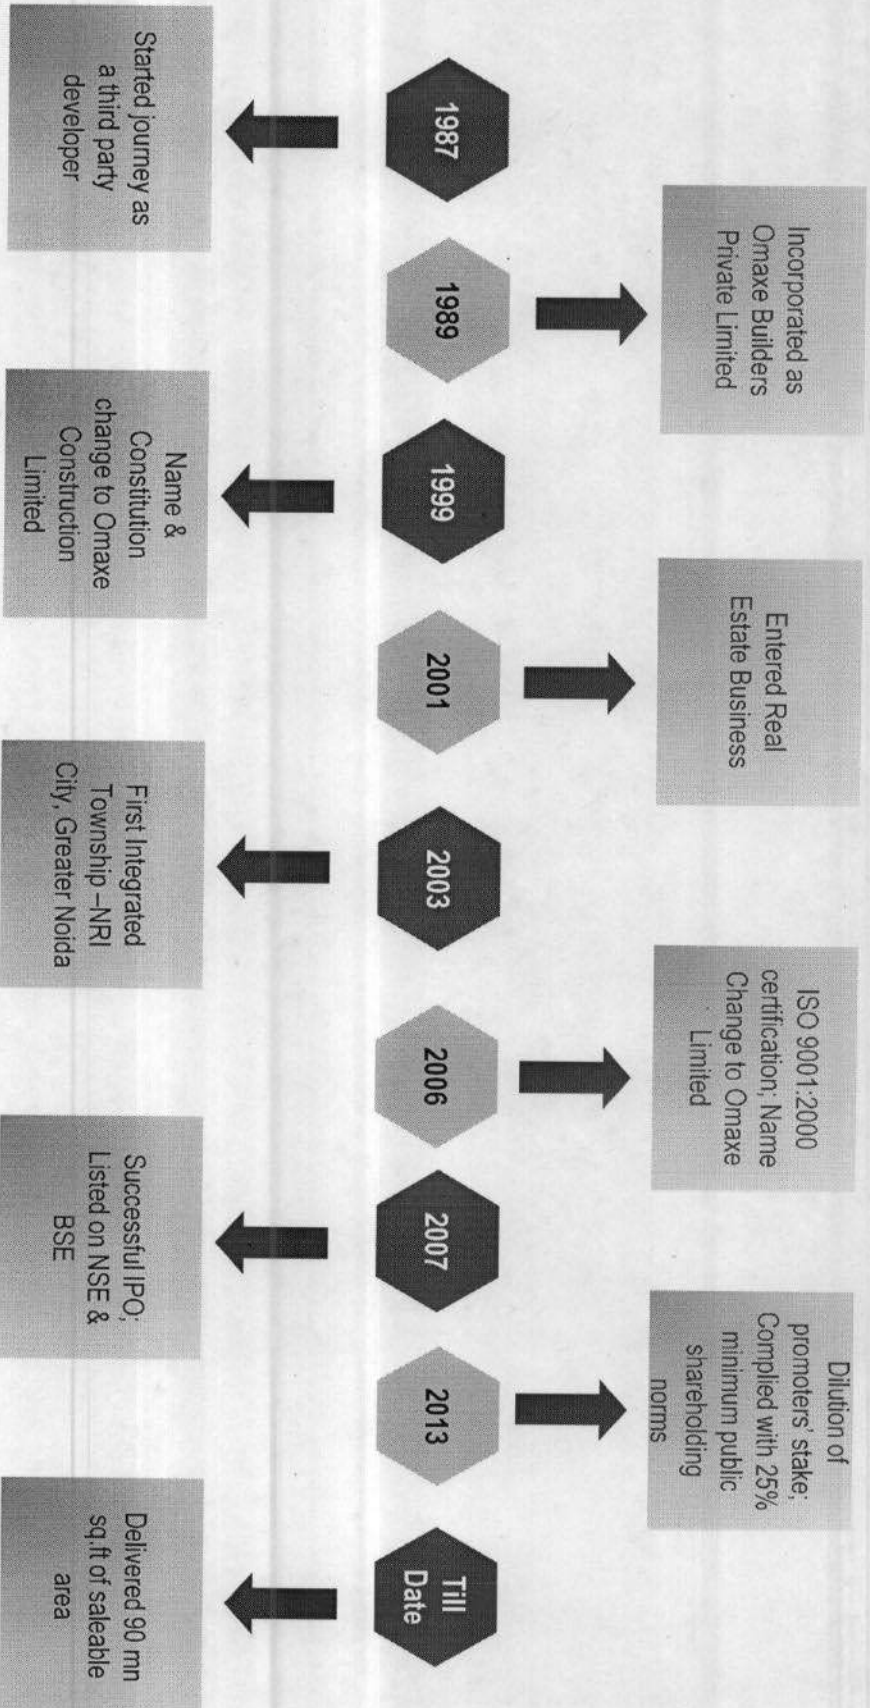 Incorporated as
Omaxe Builders
Private Limited
Entered Real
Estate Business
ISO 9001:2000
certification; Name
Change to Omaxe
Limited
Dilution of
promoters' stake;
Complied with 25%
minimum public
shareholding
norms
1987
1989
1999
2001
2003
2006
2007
2013
Till
Date
Started journey as
a third party
developer
Name &
Constitution
change to Omaxe
Construction
Limited
First Integrated
Township –NRI
City, Greater Noida
Successful IPO;
Listed on NSE &
BSE
Delivered 90 mn
sq.ft of saleable
area